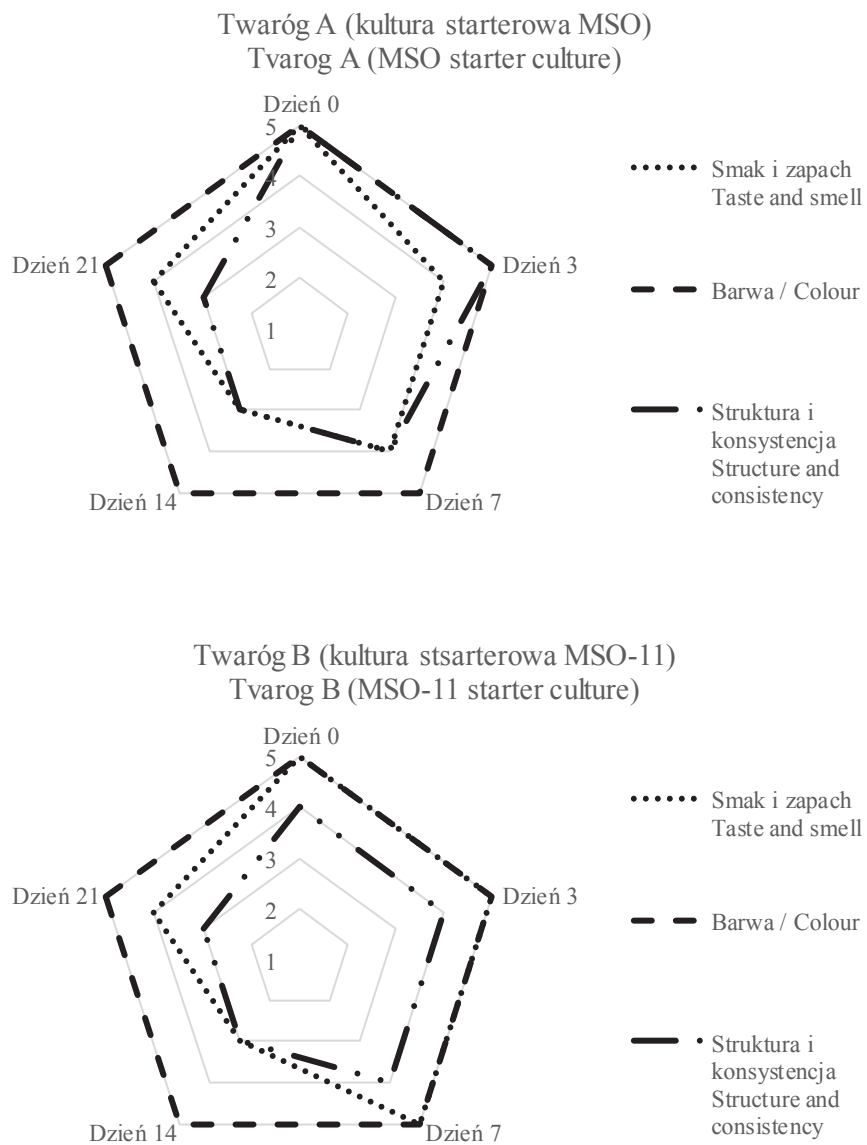 Twaróg A (kultura starterowa MSO)
Tvarog A (MSO starter culture)
Dzień 0
5
4
3
2
1
Dzień 3
Dzień 7
Dzień 14
Dzień 21
Smak i zapach
Taste and smell
Barwa / Colour
Struktura i
konsystencja
Structure and
consistency
Twaróg B (kultura stsarterowa MSO-11)
Tvarog B (MSO-11 starter culture)
Dzień 0
5
4
3
2
1
Dzień 3
Dzień 7
Dzień 14
Dzień 21
Smak i zapach
Taste and smell
Barwa / Colour
Struktura i
konsystencja
Structure and
consistency